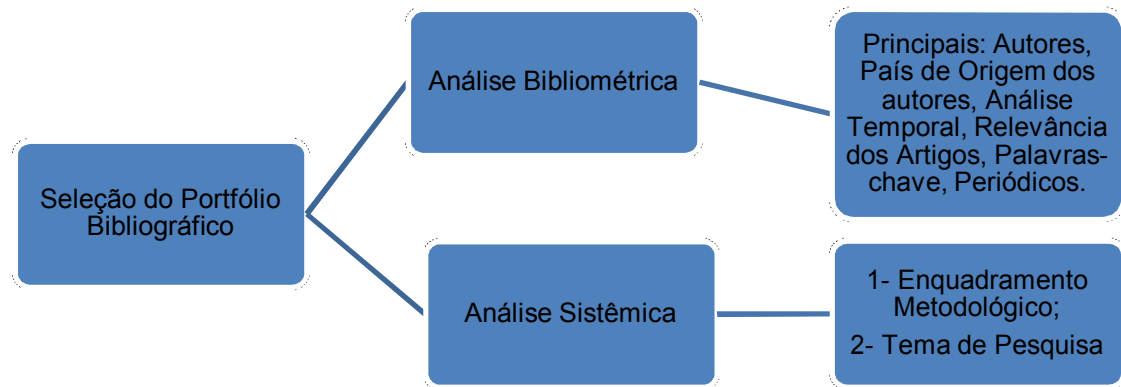 Seleção do Portfólio
Bibliográfico
Análise Bibliométrica
Principais: Autores,
País de Origem dos
autores, Análise
Temporal, Relevância
dos Artigos, Palavras-
chave, Periódicos.
Análise Sistêmica
1- Enquadramento
Metodológico;
2- Tema de Pesquisa